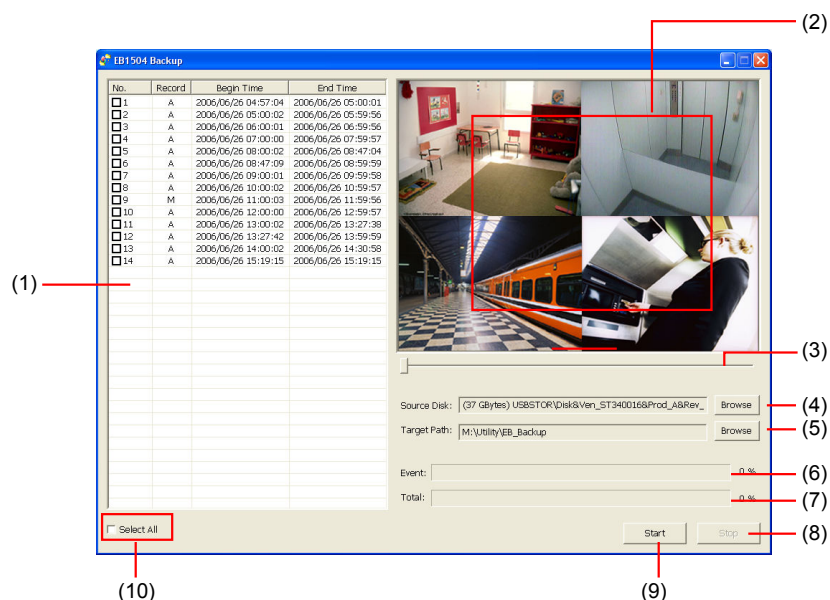 (2)
EB1504 Backup
No. Record Begin Time End Time
1 A 2006/06/26 04:57:04 2006/06/26 05:00:01
2 A 2006/06/26 05:00:02 2006/06/26 05:59:56
3 A 2006/06/26 06:00:01 2006/06/26 06:59:56
4 A 2006/06/26 07:00:00 2006/06/26 07:59:57
5 A 2006/06/26 08:00:02 2006/06/26 08:47:04
6 A 2006/06/26 08:47:09 2006/06/26 08:59:59
7 A 2006/06/26 09:00:01 2006/06/26 09:59:58
8 A 2006/06/26 10:00:02 2006/06/26 10:59:57
9 M 2006/06/26 11:00:03 2006/06/26 11:59:56
10 A 2006/06/26 12:00:00 2006/06/26 12:59:57
11 A 2006/06/26 13:00:02 2006/06/26 13:27:38
12 A 2006/06/26 13:27:42 2006/06/26 13:59:59
13 A 2006/06/26 14:00:02 2006/06/26 14:30:58
14 A 2006/06/26 15:19:15 2006/06/26 15:19:15
(1)
(3)
Source Disk: (37 GBytes) USBSTOR\Disk&Ven_ST340016&Prod_A&Rev_ Browse (4)
Target Path: M:\Utility\EB_Backup Browse (5)
Event: 0 % (6)
Total: 0 % (7)
Select All Start Stop (8)
(10) (9)